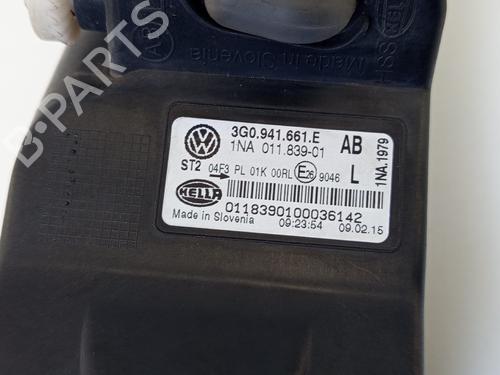 Made in Slovenia
HSS
3G0.941.661.E AB
1NA 011.839-01
ST2 04F3 PL 01K 00RL E26 9046 L
1NA.1979
HELLA
0118390100036142
Made in Slovenia 09:23:54 09.02.15
B-PARTS